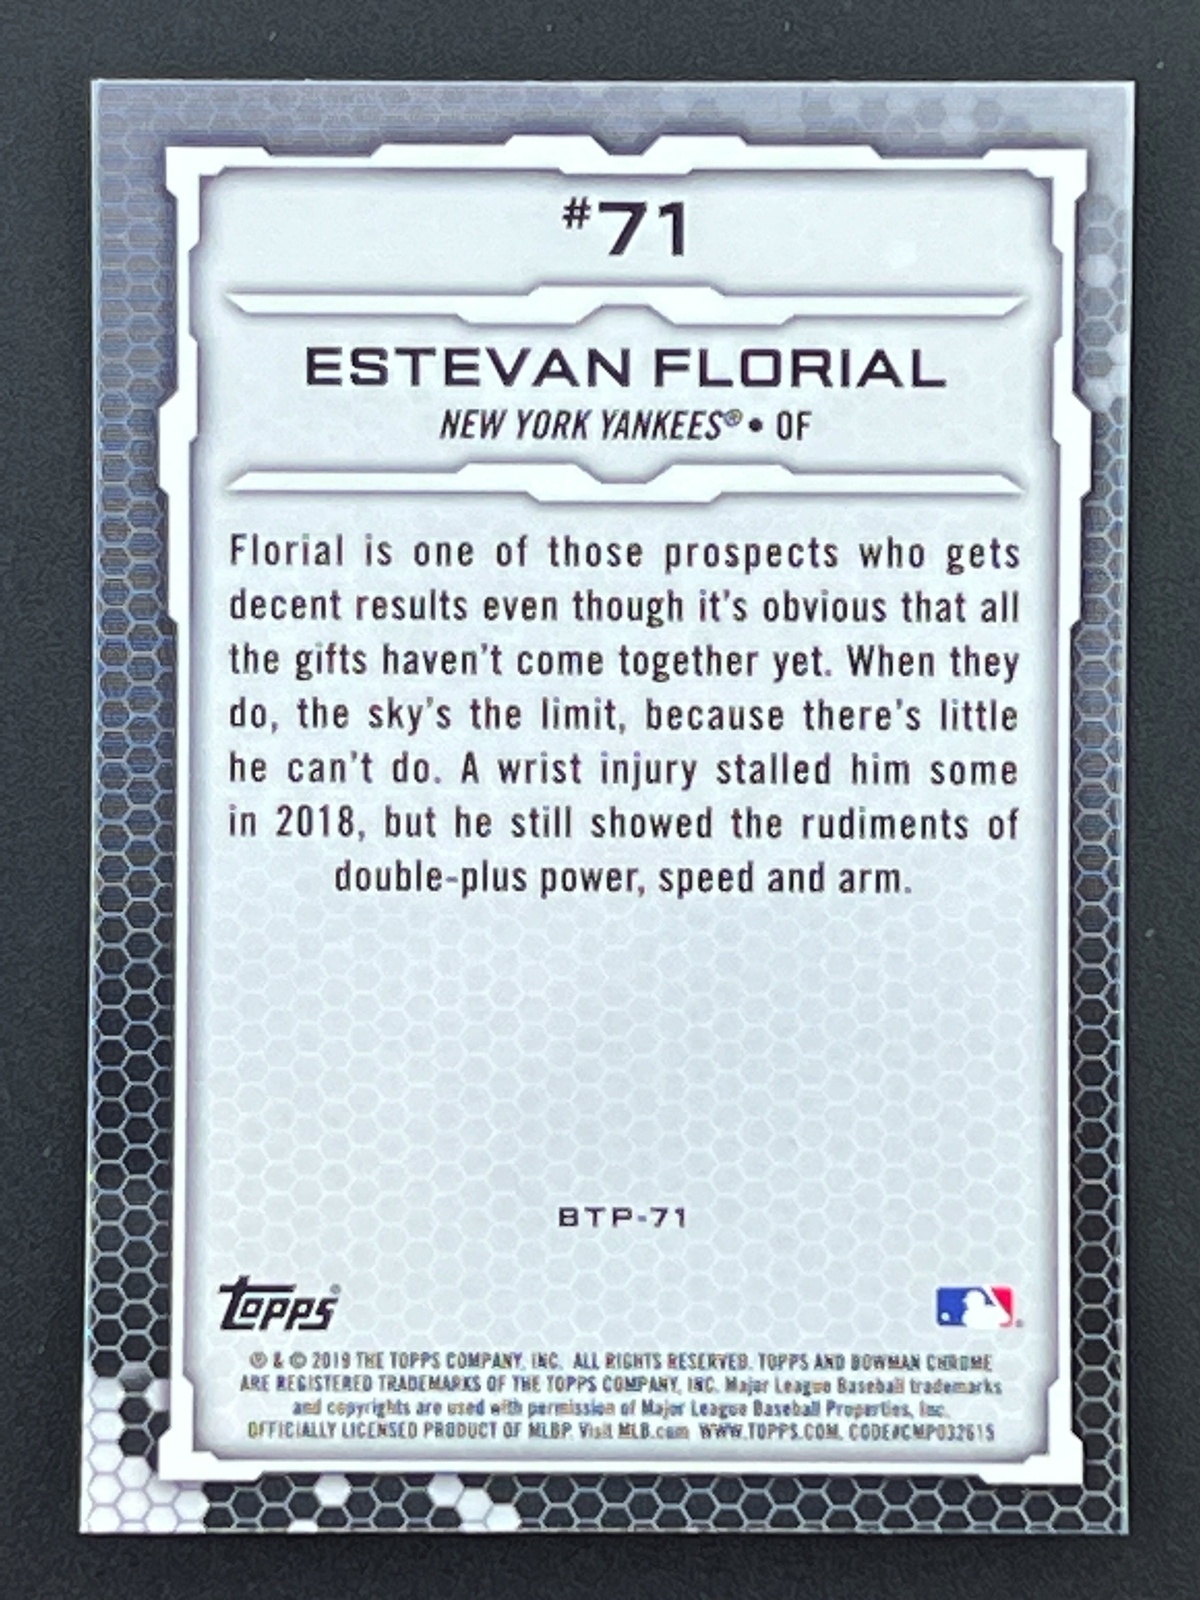 #71
ESTEVAN FLORIAL
NEW YORK YANKEES® • OF
Florial is one of those prospects who gets
decent results even though it's obvious that all
the gifts haven't come together yet. When they
do, the sky's the limit, because there's little
he can't do. A wrist injury stalled him some
in 2018, but he still showed the rudiments of
double-plus power, speed and arm.
BTP-71
Topps®
® & © 2019 THE TOPPS COMPANY, INC. ALL RIGHTS RESERVED. TOPPS AND BOWMAN CHROME
ARE REGISTERED TRADEMARKS OF THE TOPPS COMPANY, INC. Major League Baseball trademarks
and copyrights are used with permission of Major League Baseball Properties, Inc.
OFFICIALLY LICENSED PRODUCT OF MLBP. Visit MLB.com WWW.TOPPS.COM. CODE#CMP032615